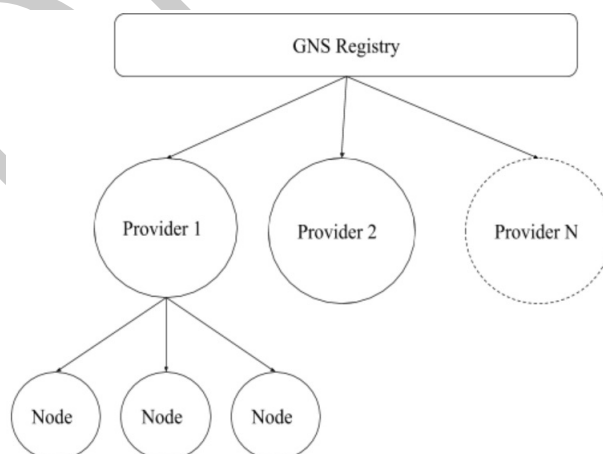 GNS Registry
Provider 1
Provider 2
Provider N
Node
Node
Node